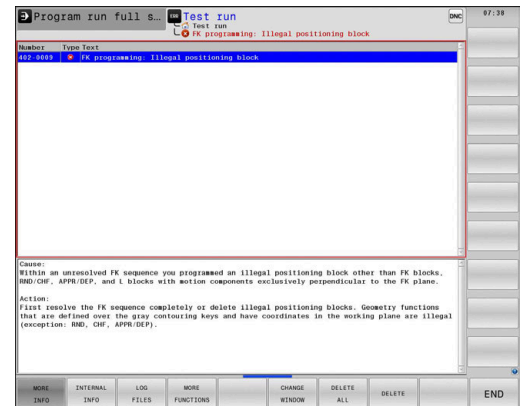 Program run full s...
ERR Test run
DNC
07:38
Test run
FK programming: Illegal positioning block
Number Type Text
402-0009 FK programming: Illegal positioning block
Cause:
Within an unresolved FK sequence you programmed an illegal positioning block other than FK blocks,
RND/CHF, APPR/DEP, and L blocks with motion components exclusively perpendicular to the FK plane.
Action:
First resolve the FK sequence completely or delete illegal positioning blocks. Geometry functions
that are defined over the gray contouring keys and have coordinates in the working plane are illegal
(exception: RND, CHF, APPR/DEP).
MORE INFO
INTERNAL INFO
LOG FILES
MORE FUNCTIONS
CHANGE WINDOW
DELETE ALL
DELETE
END